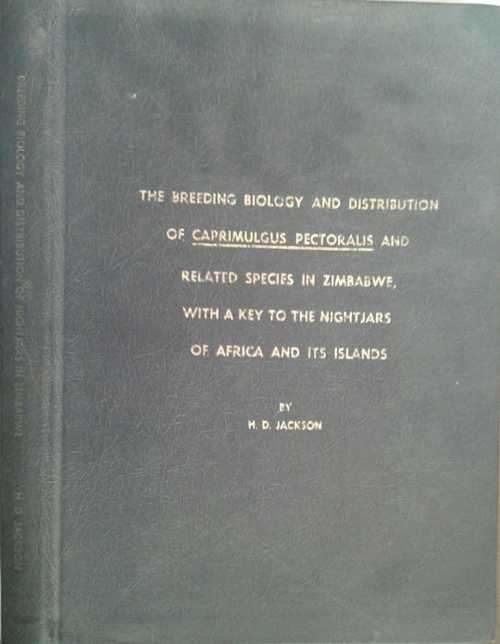 THE BREEDING BIOLOGY AND DISTRIBUTION
OF CAPRIMULGUS PECTORALIS AND
RELATED SPECIES IN ZIMBABWE,
WITH A KEY TO THE NIGHTJARS
OF AFRICA AND ITS ISLANDS
BY
H. D. JACKSON
BREEDING BIOLOGY AND DISTRIBUTION OF NIGHTJARS IN ZIMBABWE H. D. JACKSON